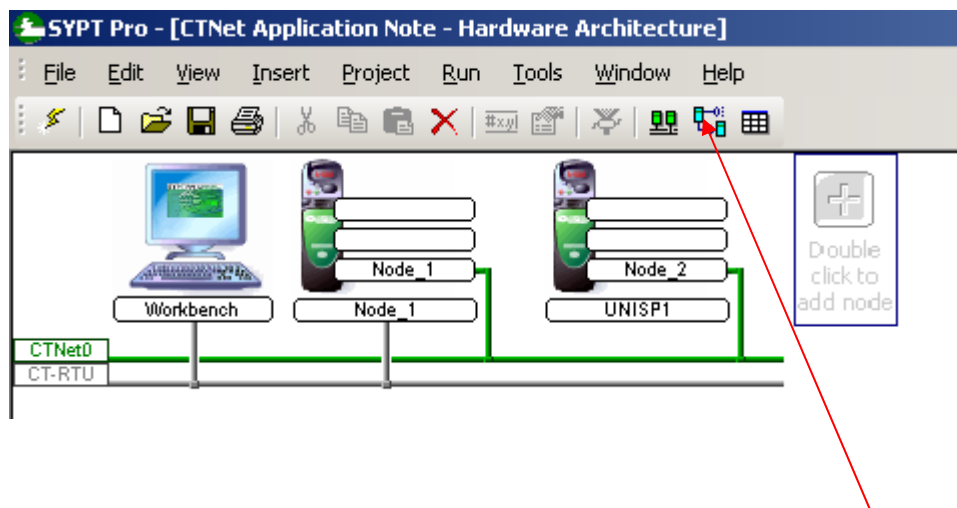 SYPT Pro - [CTNet Application Note - Hardware Architecture]
File Edit View Insert Project Run Tools Window Help
#xyl
Node_1
Node_2
Workbench
Node_1
UNISP1
Double
click to
add node
CTNet0
CT-RTU